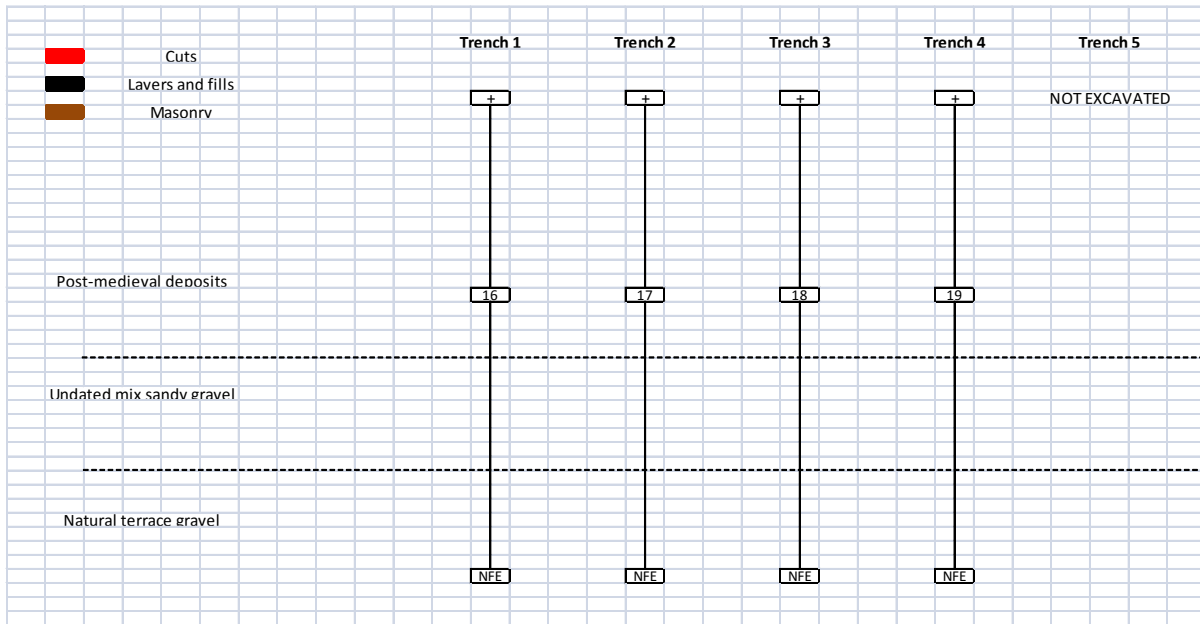 Trench 1 Trench 2 Trench 3 Trench 4 Trench 5
Cuts
Layers and fills
Masonry
+ + + + NOT EXCAVATED
Post-medieval deposits
16 17 18 19
Undated mix sandy gravel
Natural terrace gravel
NFE NFE NFE NFE